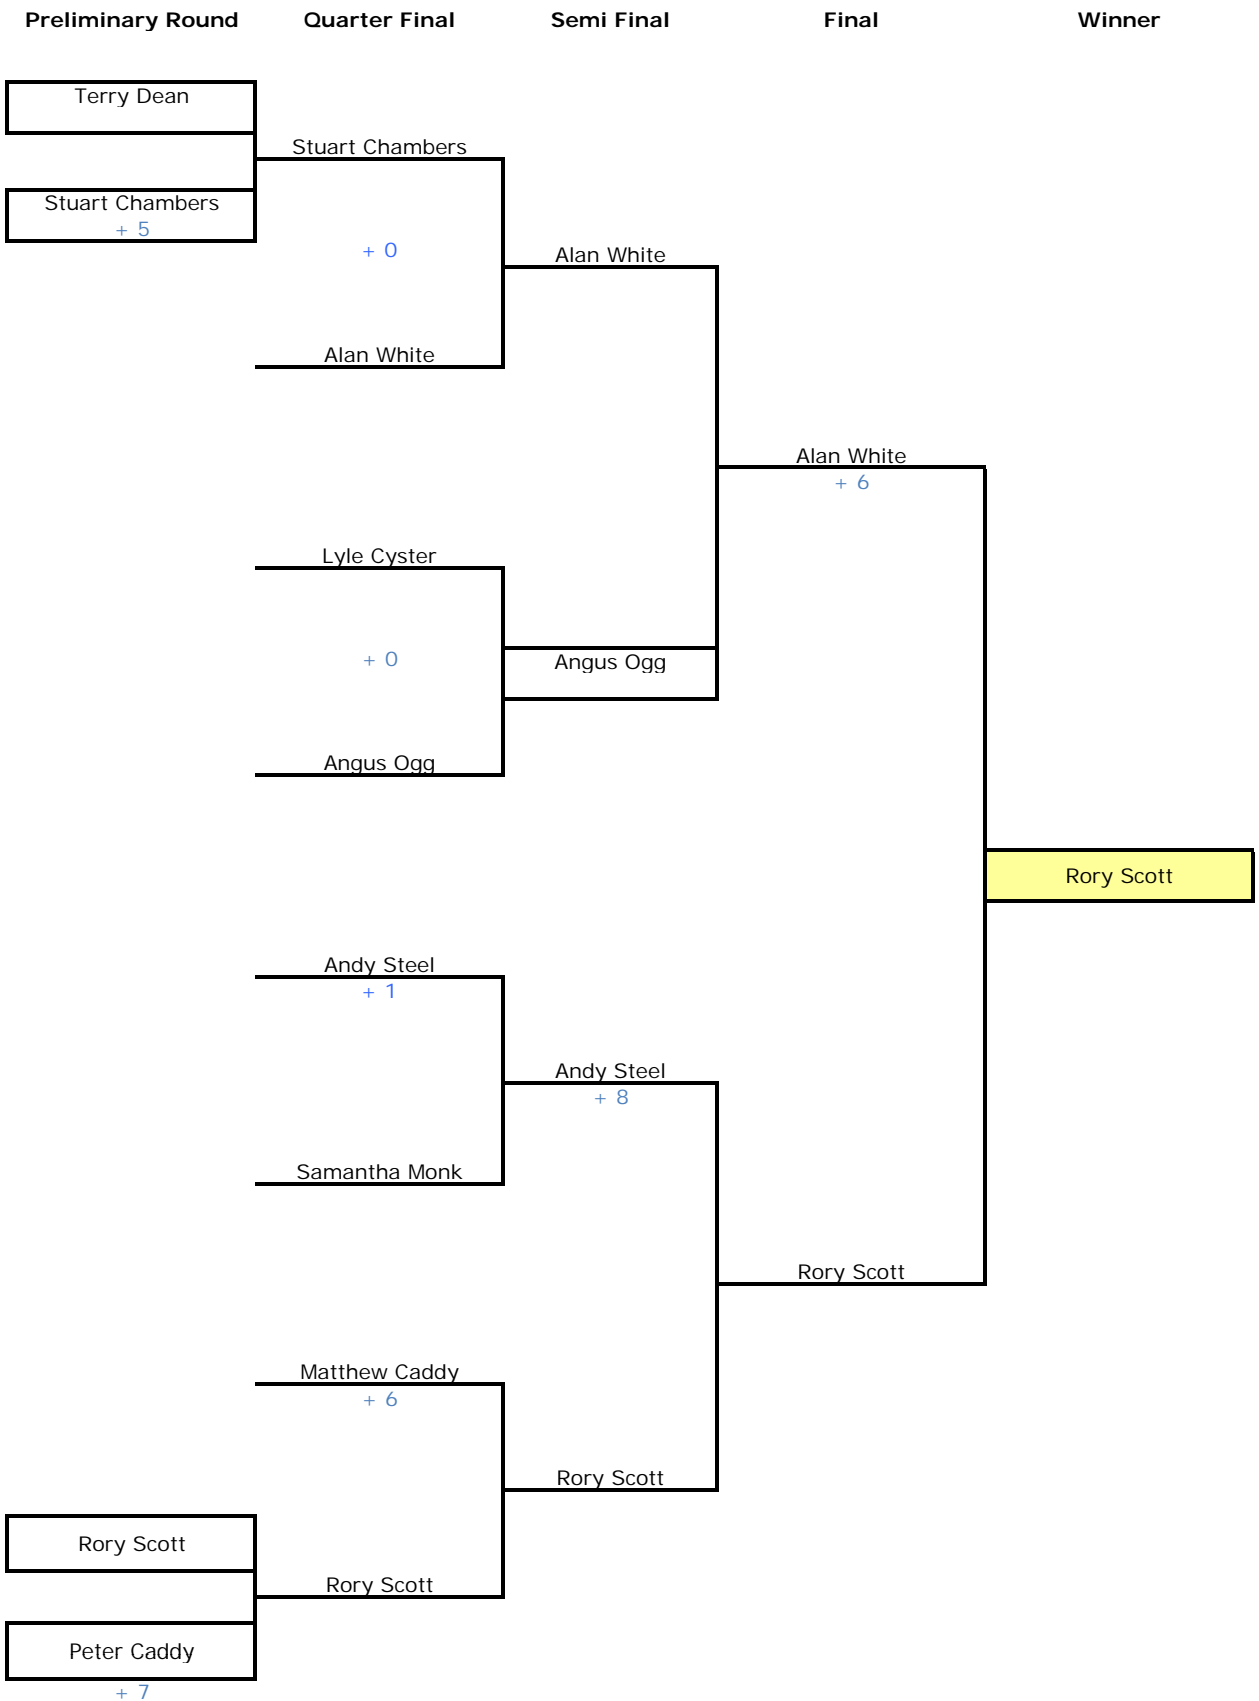 Preliminary Round Quarter Final Semi Final Final Winner
Terry Dean
Stuart Chambers
Stuart Chambers
+ 5
+ 0
Alan White
Alan White
Alan White
+ 6
Lyle Cyster
+ 0
Angus Ogg
Angus Ogg
Rory Scott
Andy Steel
+ 1
Andy Steel
+ 8
Samantha Monk
Rory Scott
Matthew Caddy
+ 6
Rory Scott
Rory Scott
Rory Scott
Peter Caddy
+ 7